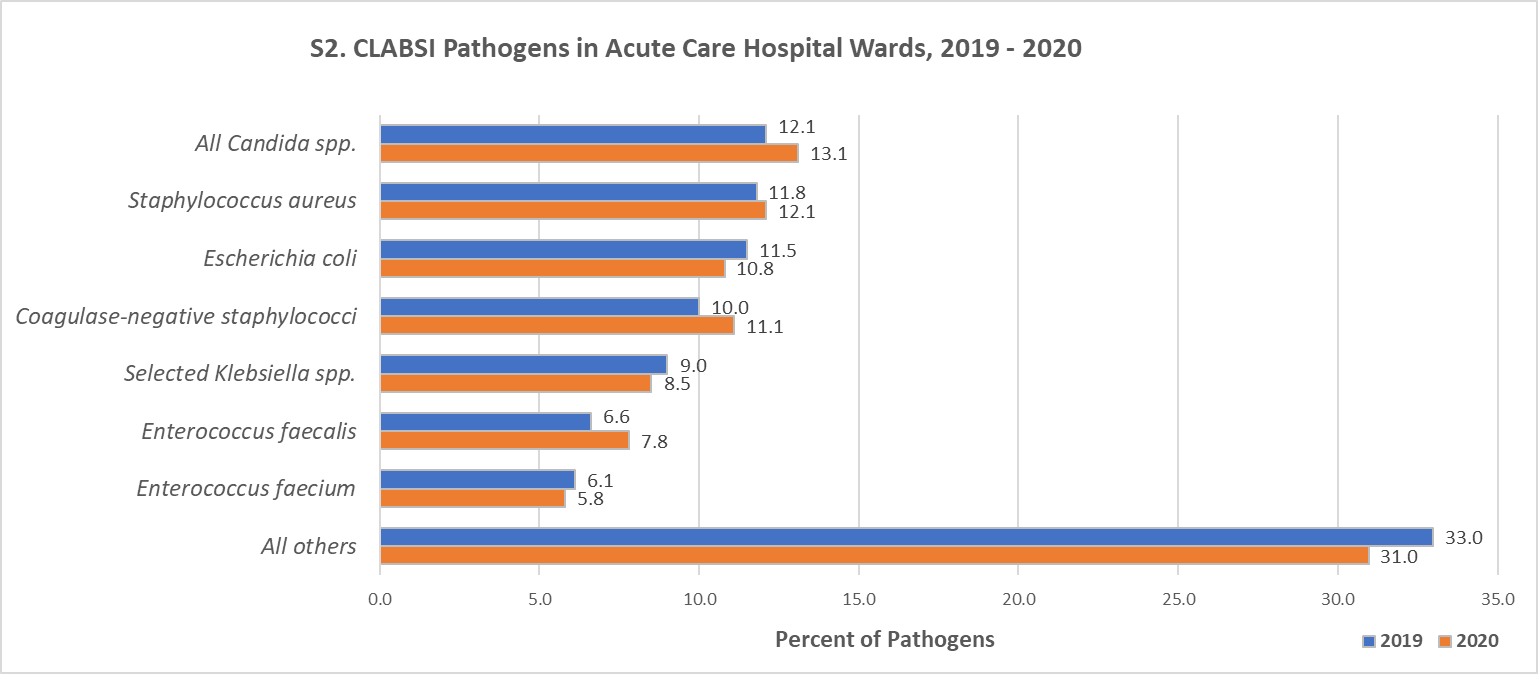 S2. CLABSI Pathogens in Acute Care Hospital Wards, 2019 - 2020
All Candida spp.
12.1
13.1
Staphylococcus aureus
11.8
12.1
Escherichia coli
11.5
10.8
Coagulase-negative staphylococci
10.0
11.1
Selected Klebsiella spp.
9.0
8.5
Enterococcus faecalis
6.6
7.8
Enterococcus faecium
6.1
5.8
All others
33.0
31.0
0.0 5.0 10.0 15.0 20.0 25.0 30.0 35.0
Percent of Pathogens
2019 2020